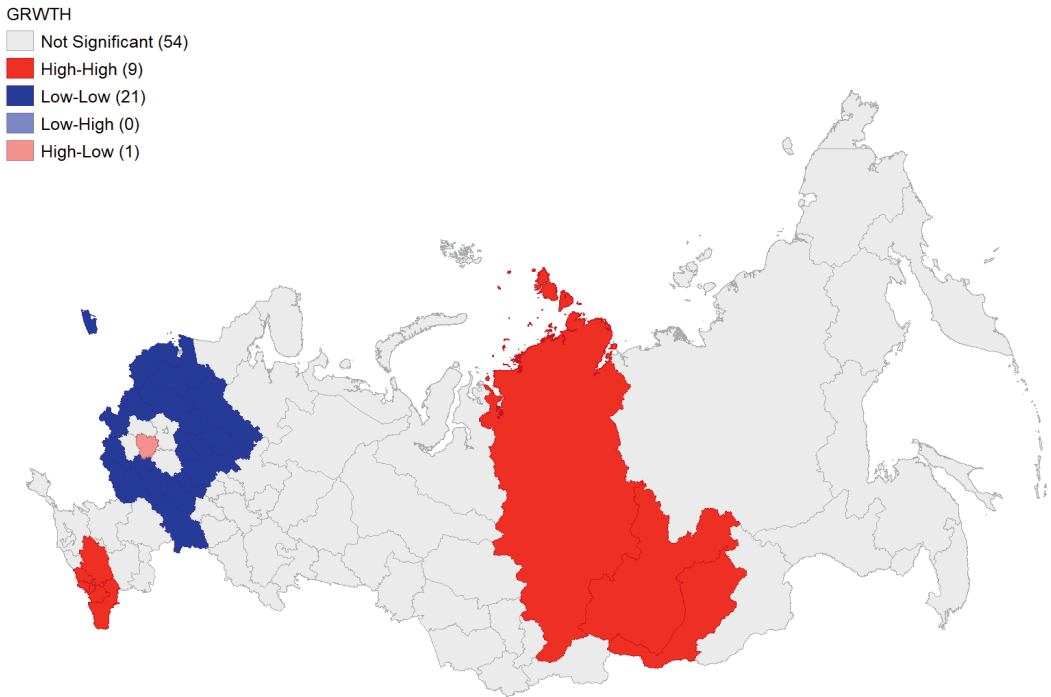 GRWTH
Not Significant (54)
High-High (9)
Low-Low (21)
Low-High (0)
High-Low (1)